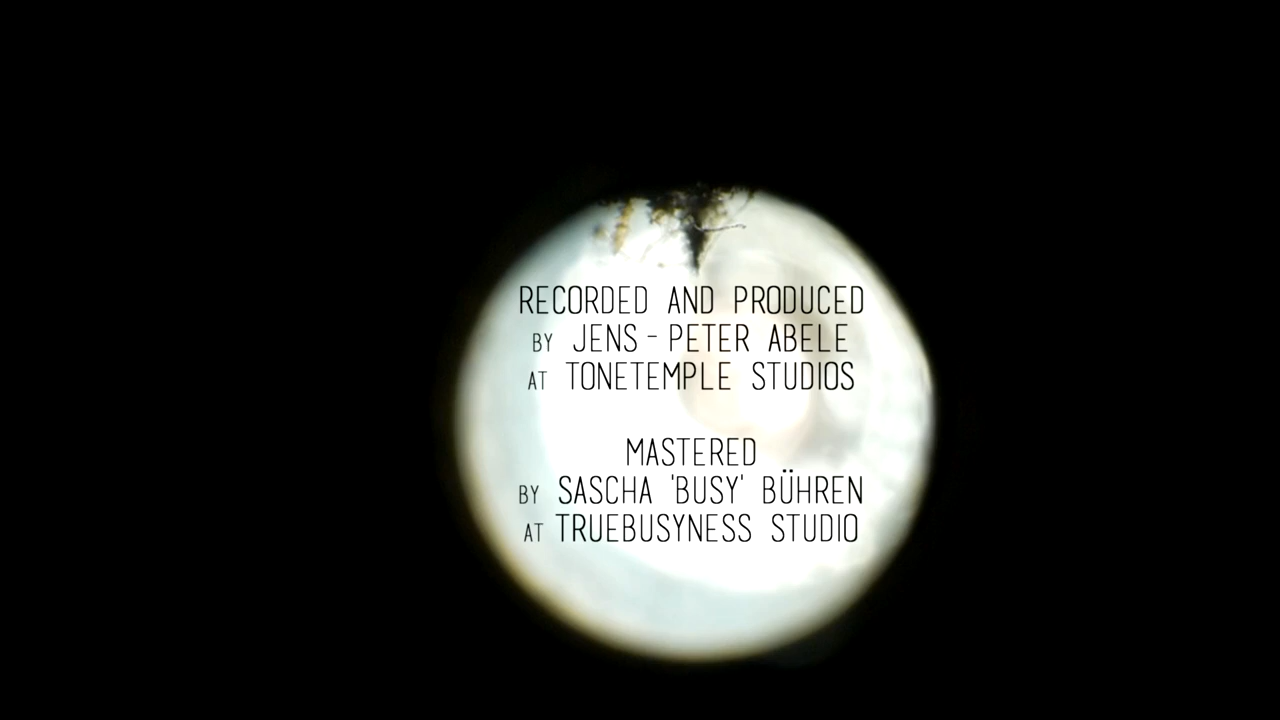 RECORDED AND PRODUCED
BY JENS - PETER ABELE
AT TONETEMPLE STUDIOS
MASTERED
BY SASCHA 'BUSY' BÜHREN
AT TRUEBUSYNESS STUDIO